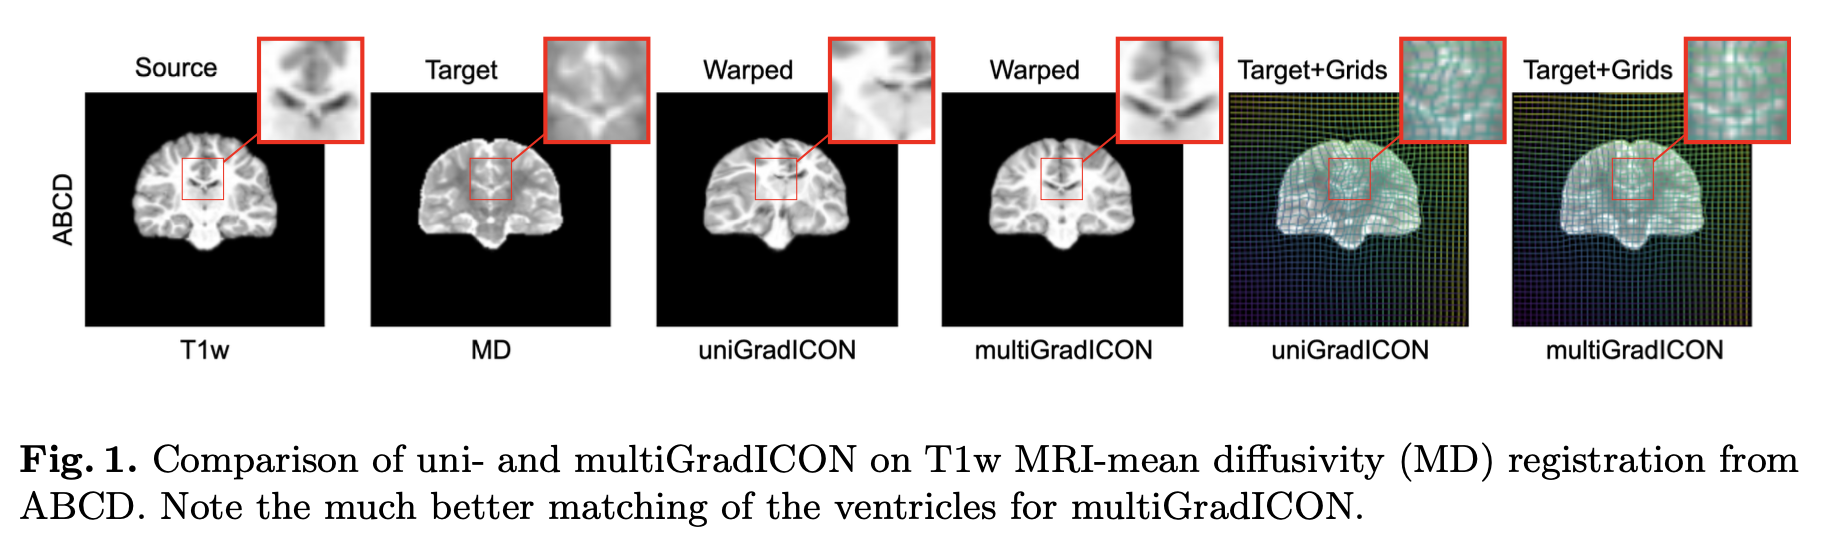 Source
Target
Warped
Warped
Target+Grids
Target+Grids
ABCD
T1w
MD
uniGradICON
multiGradICON
uniGradICON
multiGradICON
Fig. 1. Comparison of uni- and multiGradICON on T1w MRI-mean diffusivity (MD) registration from
ABCD. Note the much better matching of the ventricles for multiGradICON.